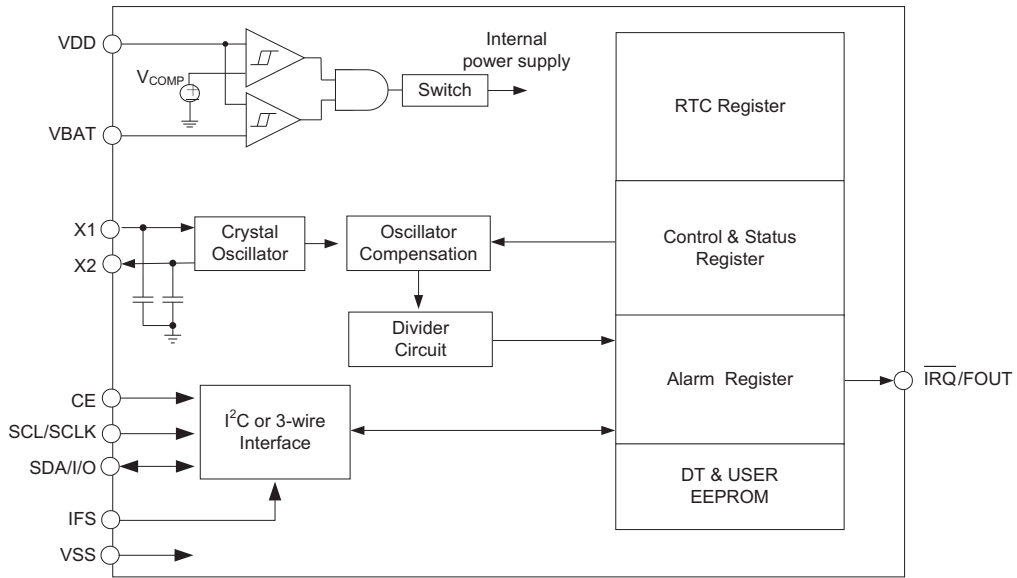 VDD
V_COMP
VBAT
Internal
power supply
Switch
RTC Register
X1
X2
Crystal
Oscillator
Oscillator
Compensation
Control & Status
Register
Divider
Circuit
Alarm Register
IRQ/FOUT
CE
SCL/SCLK
SDA/I/O
IFS
VSS
I²C or 3-wire
Interface
DT & USER
EEPROM